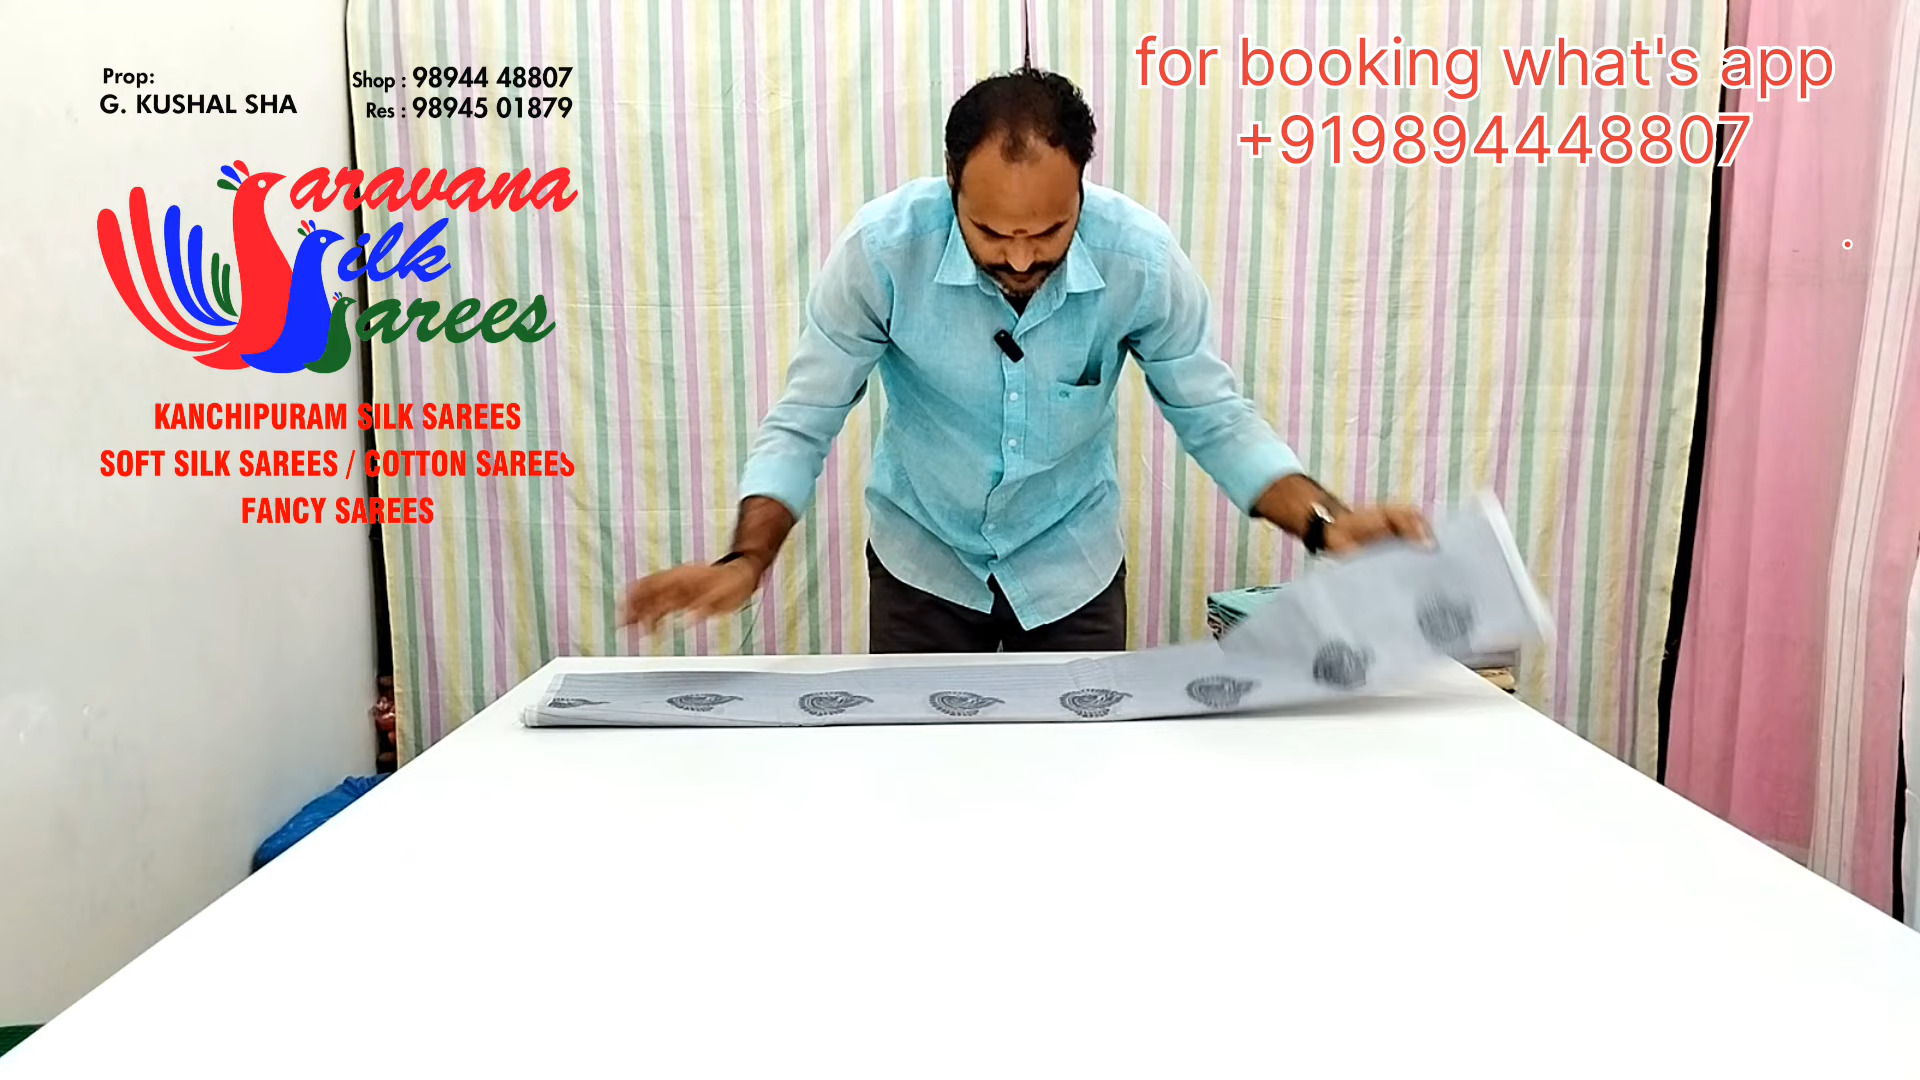 Prop:
G. KUSHAL SHA
Shop : 98944 48807
Res : 98945 01879
Saravana
Silk
Sarees
KANCHIPURAM SILK SAREES
SOFT SILK SAREES / COTTON SAREES
FANCY SAREES
for booking what's app
+919894448807